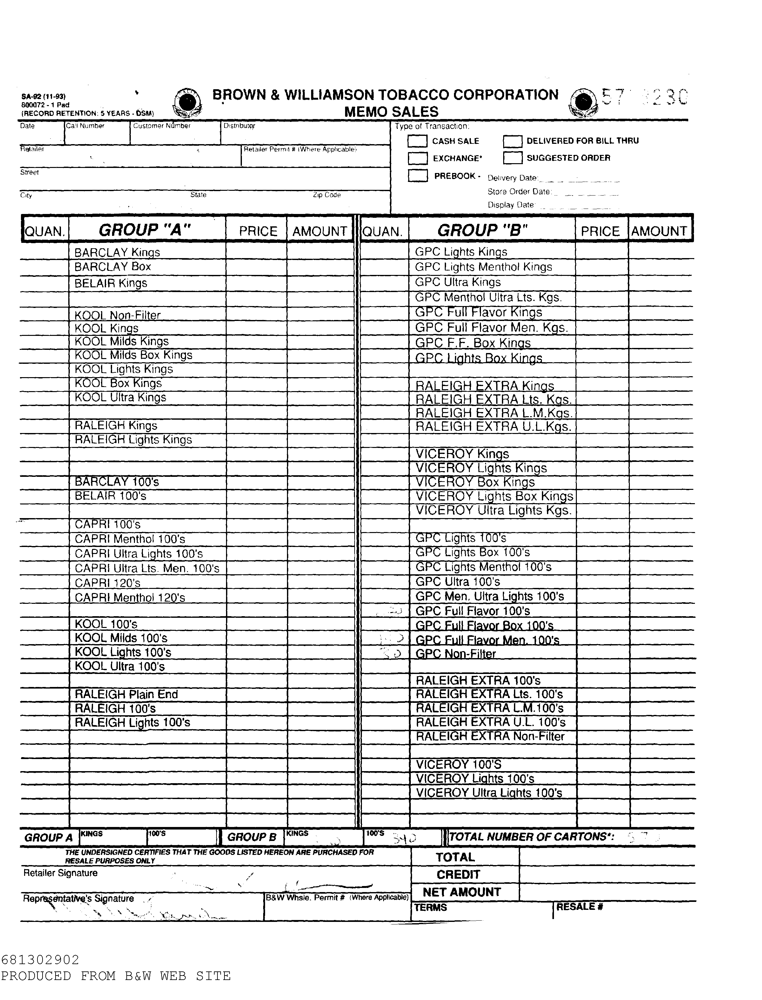 SA-92 (11-93)
800072 - 1 Pad
(RECORD RETENTION: 5 YEARS - DSM)
BROWN & WILLIAMSON TOBACCO CORPORATION
MEMO SALES
Date Call Number Customer Number Distributor Type of Transaction:
CASH SALE DELIVERED FOR BILL THRU
Retailer Retailer Permit # (Where Applicable) EXCHANGE* SUGGESTED ORDER
Street PREBOOK - Delivery Date:
Store Order Date:
City State Zip Code
Display Date:
QUAN. GROUP "A" PRICE AMOUNT QUAN. GROUP "B" PRICE AMOUNT
BARCLAY Kings GPC Lights Kings
BARCLAY Box GPC Lights Menthol Kings
BELAIR Kings GPC Ultra Kings
GPC Menthol Ultra Lts. Kgs.
KOOL Non-Filter GPC Full Flavor Kings
KOOL Kings GPC Full Flavor Men. Kgs.
KOOL Milds Kings GPC F.F. Box Kings
KOOL Milds Box Kings GPC Lights Box Kings
KOOL Lights Kings
KOOL Box Kings RALEIGH EXTRA Kings
KOOL Ultra Kings RALEIGH EXTRA Lts. Kgs.
RALEIGH EXTRA L.M.Kgs.
RALEIGH Kings RALEIGH EXTRA U.L.Kgs.
RALEIGH Lights Kings
VICEROY Kings
VICEROY Lights Kings
BARCLAY 100's VICEROY Box Kings
BELAIR 100's VICEROY Lights Box Kings
VICEROY Ultra Lights Kgs.
CAPRI 100's
CAPRI Menthol 100's GPC Lights 100's
CAPRI Ultra Lights 100's GPC Lights Box 100's
CAPRI Ultra Lts. Men. 100's GPC Lights Menthol 100's
CAPRI 120's GPC Ultra 100's
CAPRI Menthol 120's GPC Men. Ultra Lights 100's
GPC Full Flavor 100's
KOOL 100's GPC Full Flavor Box 100's
KOOL Milds 100's GPC Full Flavor Men. 100's
KOOL Lights 100's GPC Non-Filter
KOOL Ultra 100's
RALEIGH EXTRA 100's
RALEIGH Plain End RALEIGH EXTRA Lts. 100's
RALEIGH 100's RALEIGH EXTRA L.M.100's
RALEIGH Lights 100's RALEIGH EXTRA U.L. 100's
RALEIGH EXTRA Non-Filter
VICEROY 100'S
VICEROY Lights 100's
VICEROY Ultra Lights 100's
GROUP A KINGS 100'S GROUP B KINGS 100'S 340 TOTAL NUMBER OF CARTONS*:
THE UNDERSIGNED CERTIFIES THAT THE GOODS LISTED HEREON ARE PURCHASED FOR
RESALE PURPOSES ONLY
TOTAL
Retailer Signature CREDIT
NET AMOUNT
Representative's Signature B&W Whsle. Permit # (Where Applicable)
TERMS RESALE #
681302902
PRODUCED FROM B&W WEB SITE